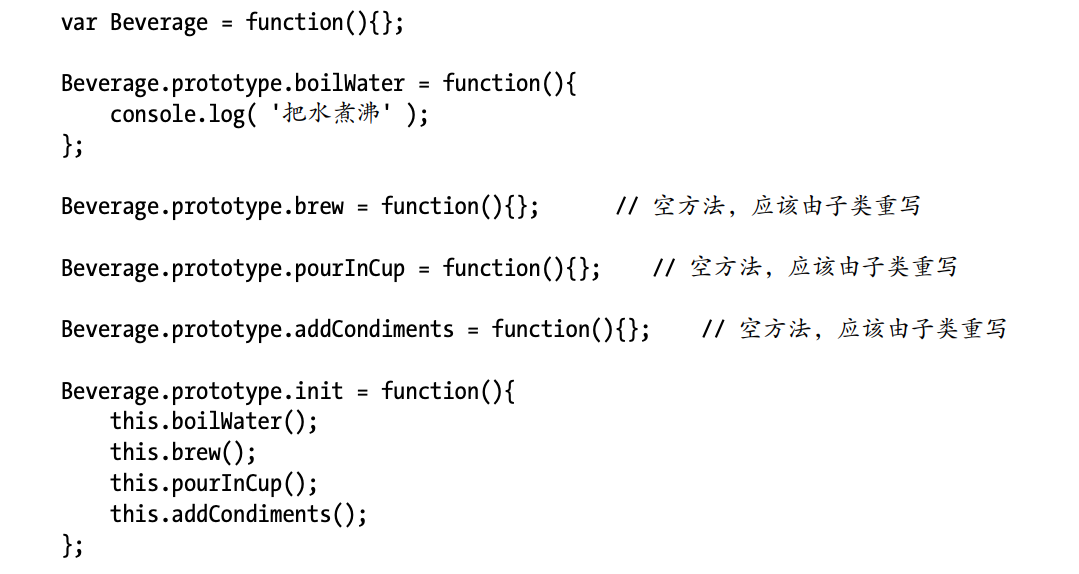 var Beverage = function(){};
Beverage.prototype.boilWater = function(){
    console.log( '把水煮沸' );
};
Beverage.prototype.brew = function(){};      // 空方法，应该由子类重写
Beverage.prototype.pourInCup = function(){};    // 空方法，应该由子类重写
Beverage.prototype.addCondiments = function(){};    // 空方法，应该由子类重写
Beverage.prototype.init = function(){
    this.boilWater();
    this.brew();
    this.pourInCup();
    this.addCondiments();
};